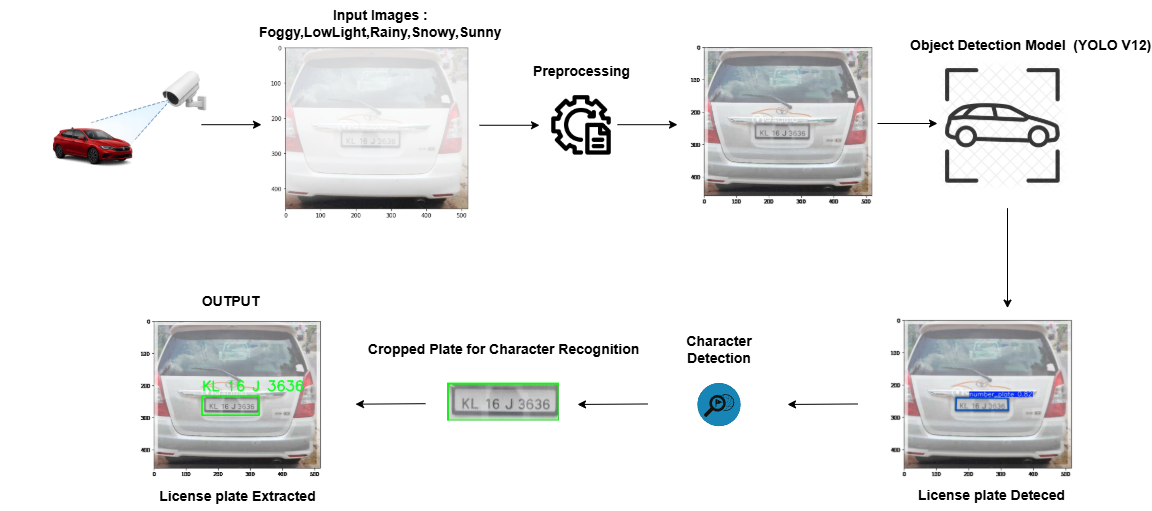 Input Images :
Foggy,LowLight,Rainy,Snowy,Sunny
Preprocessing
Object Detection Model (YOLO V12)
0
100
200
300
400
0 100 200 300 400 500
KL 16 J 3636
0
100
200
300
400
0 100 200 300 400 500
KL 16 J 3636
OUTPUT
Cropped Plate for Character Recognition
Character
Detection
0
100
200
300
400
0 100 200 300 400 500
KL 16 J 3636
KL 16 J 3636
KL 16 J 3636
0
100
200
300
400
0 100 200 300 400 500
number_plate 0.82
KL 16 J 3636
License plate Extracted
License plate Deteced